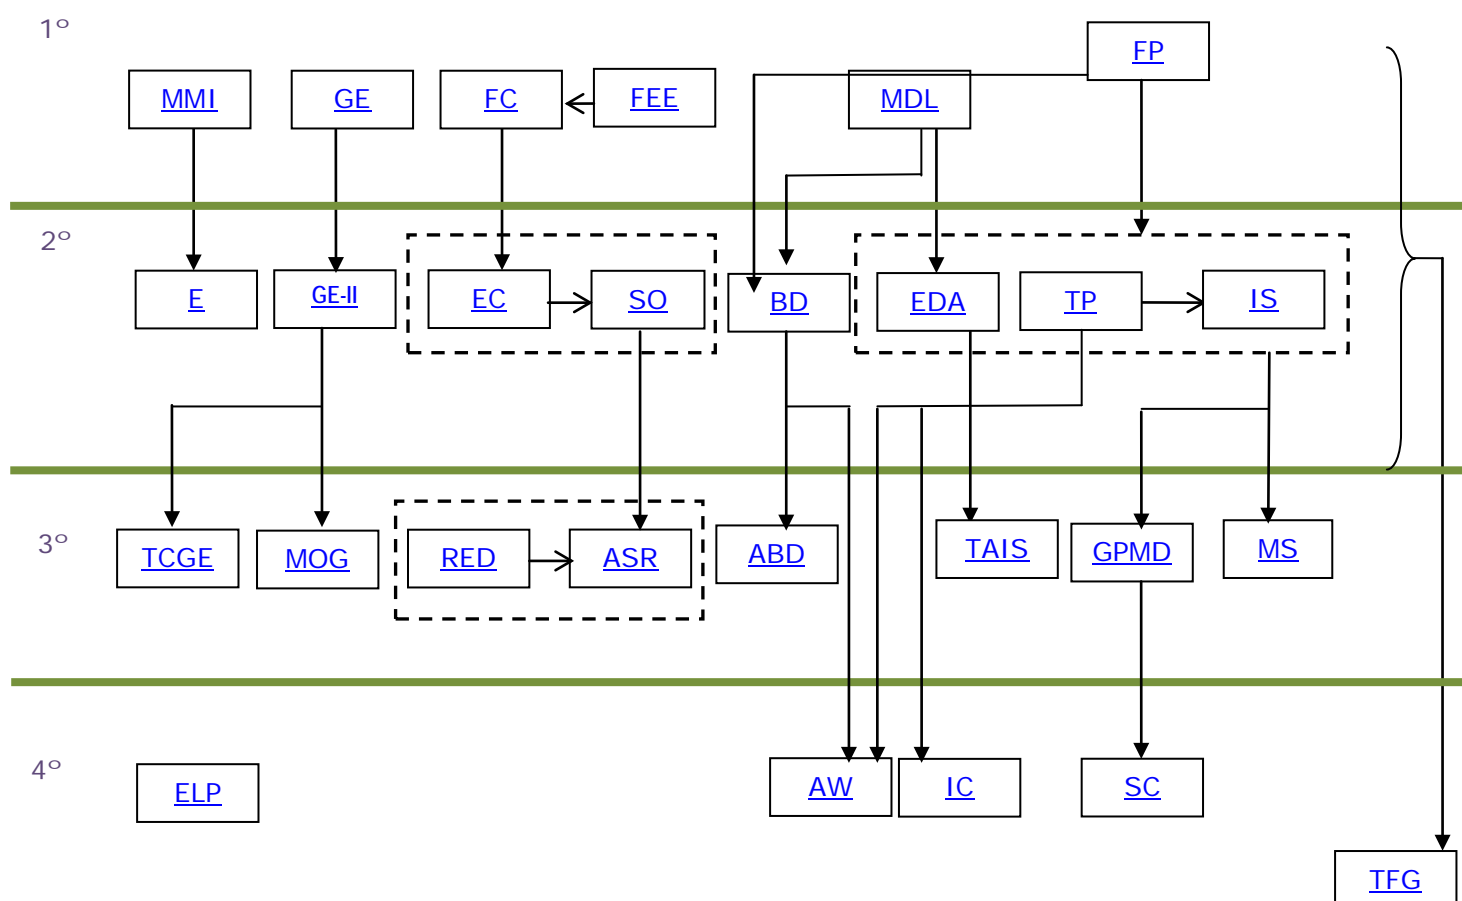 1º
FP
MMI
GE
FC
FEE
MDL
2º
E
GE-II
EC
SO
BD
EDA
TP
IS
3º
TCGE
MOG
RED
ASR
ABD
TAIS
GPMD
MS
4º
ELP
AW
IC
SC
TFG